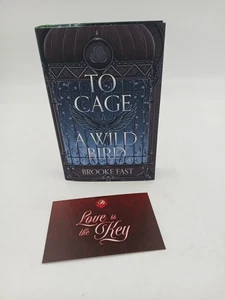 TO
CAGE
A WILD
BIRD
BROOKE FAST
Love is
the Key